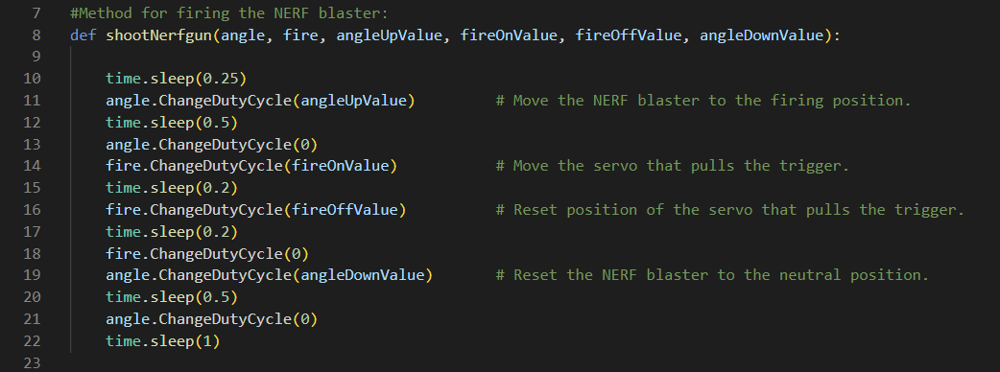 7 #Method for firing the NERF blaster:
8 def shootNerfgun(angle, fire, angleUpValue, fireOnValue, fireOffValue, angleDownValue):
9
10 time.sleep(0.25)
11 angle.ChangeDutyCycle(angleUpValue) # Move the NERF blaster to the firing position.
12 time.sleep(0.5)
13 angle.ChangeDutyCycle(0)
14 fire.ChangeDutyCycle(fireOnValue) # Move the servo that pulls the trigger.
15 time.sleep(0.2)
16 fire.ChangeDutyCycle(fireOffValue) # Reset position of the servo that pulls the trigger.
17 time.sleep(0.2)
18 fire.ChangeDutyCycle(0)
19 angle.ChangeDutyCycle(angleDownValue) # Reset the NERF blaster to the neutral position.
20 time.sleep(0.5)
21 angle.ChangeDutyCycle(0)
22 time.sleep(1)
23